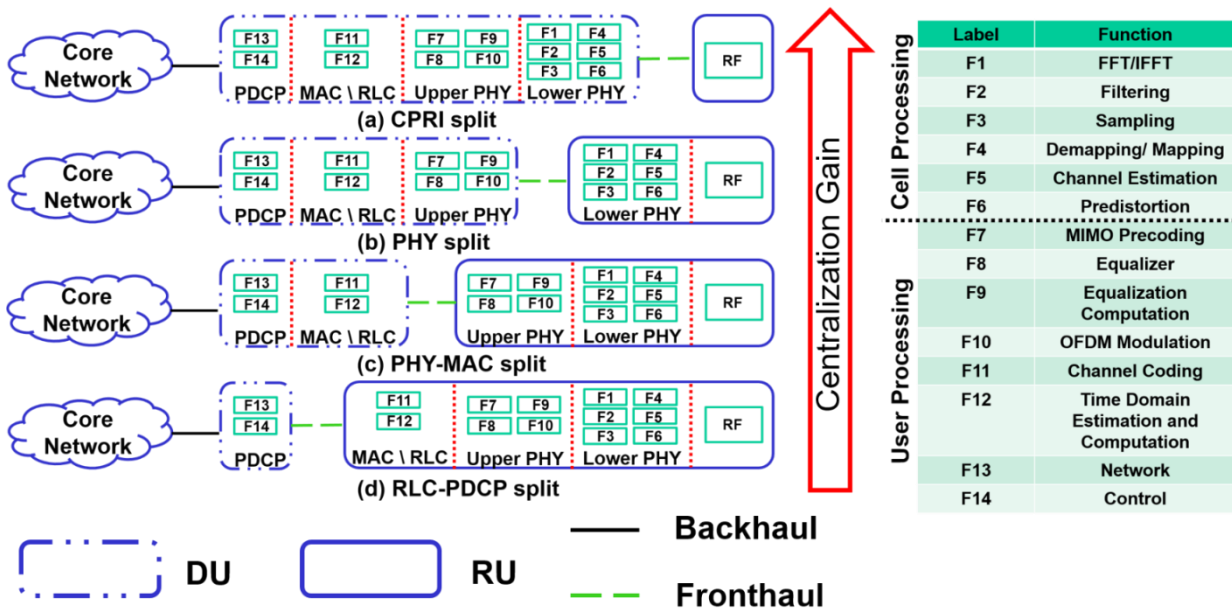 Core
Network
F13
F14
PDCP
F11
F12
MAC \ RLC
F7 F9
F8 F10
Upper PHY
F1 F4
F2 F5
F3 F6
Lower PHY
RF
(a) CPRI split
Core
Network
F13
F14
PDCP
F11
F12
MAC \ RLC
F7 F9
F8 F10
Upper PHY
F1 F4
F2 F5
F3 F6
Lower PHY
RF
(b) PHY split
Core
Network
F13
F14
PDCP
F11
F12
MAC \ RLC
F7 F9
F8 F10
Upper PHY
F1 F4
F2 F5
F3 F6
Lower PHY
RF
(c) PHY-MAC split
Core
Network
F13
F14
PDCP
F11
F12
MAC \ RLC
F7 F9
F8 F10
Upper PHY
F1 F4
F2 F5
F3 F6
Lower PHY
RF
(d) RLC-PDCP split
DU
RU
Backhaul
Fronthaul
Centralization Gain
Cell Processing
User Processing
Label Function
F1 FFT/IFFT
F2 Filtering
F3 Sampling
F4 Demapping/ Mapping
F5 Channel Estimation
F6 Predistortion
F7 MIMO Precoding
F8 Equalizer
F9 Equalization
Computation
F10 OFDM Modulation
F11 Channel Coding
F12 Time Domain
Estimation and
Computation
F13 Network
F14 Control